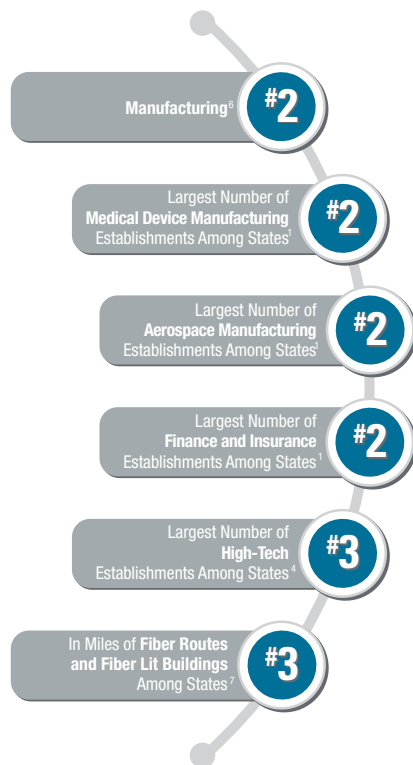 Manufacturing⁶
#2
Largest Number of
Medical Device Manufacturing
Establishments Among States¹
#2
Largest Number of
Aerospace Manufacturing
Establishments Among States¹
#2
Largest Number of
Finance and Insurance
Establishments Among States¹
#2
Largest Number of
High-Tech
Establishments Among States⁴
#3
In Miles of Fiber Routes
and Fiber Lit Buildings
Among States⁷
#3